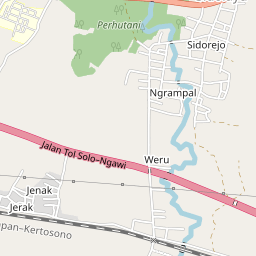 Perhutani
Sidorejo
Ngrampal
Jalan Tol Solo-Ngawi
Weru
Jenak
Jerak
pan-Kertosono